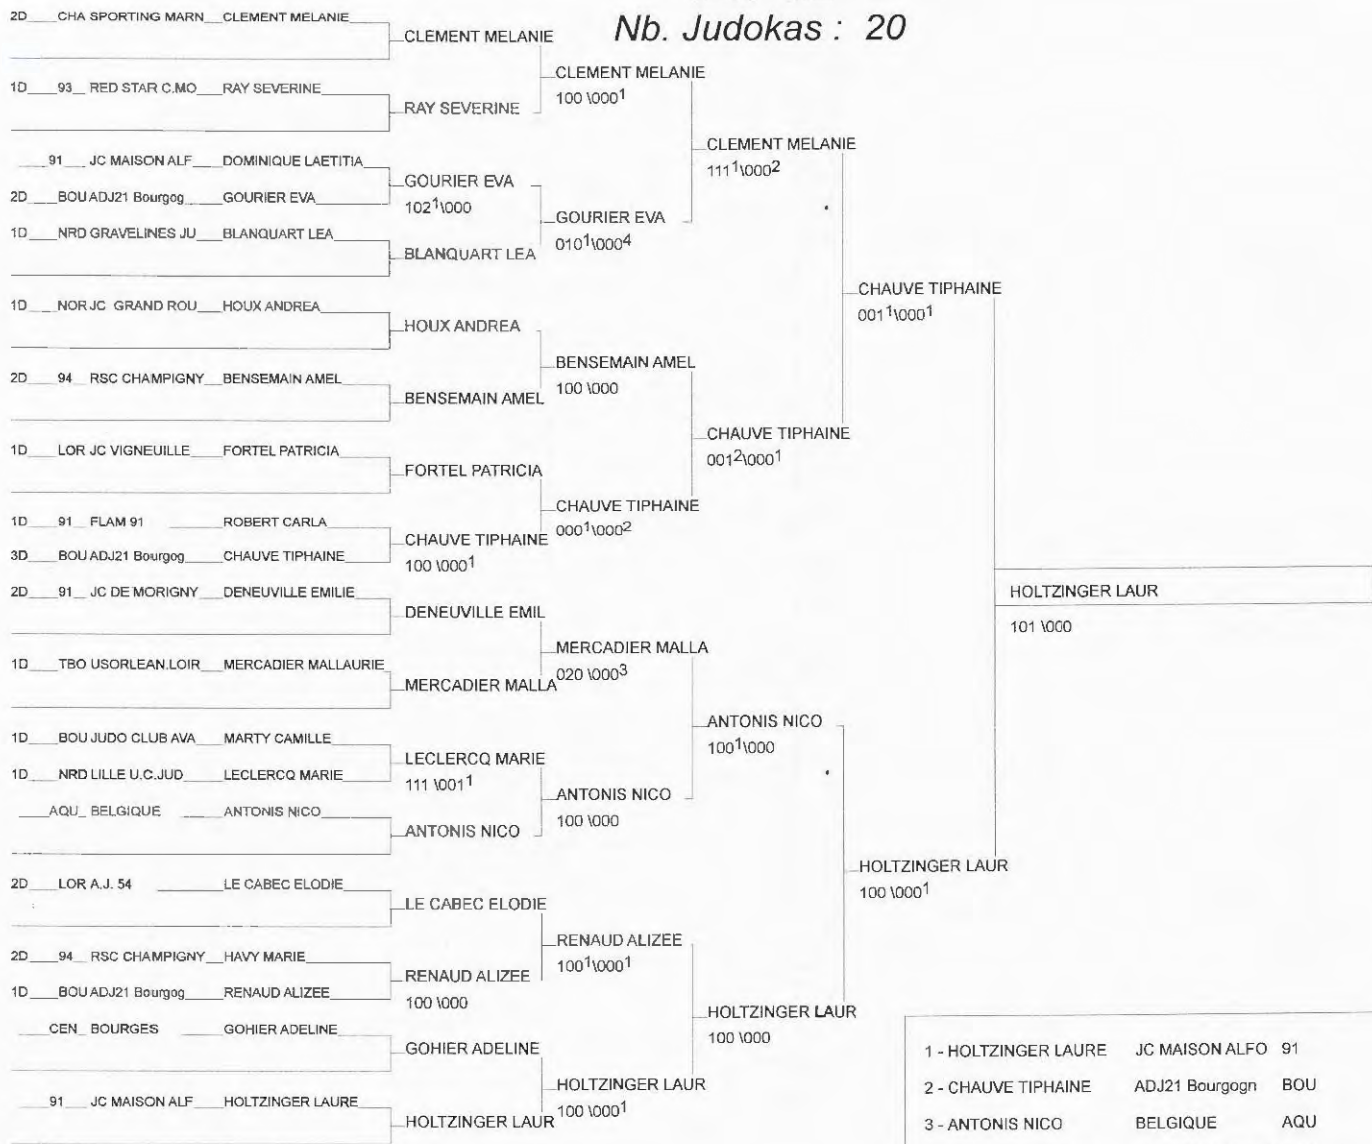 Nb. Judokas : 20
2D CHA SPORTING MARN CLEMENT MELANIE
CLEMENT MELANIE
CLEMENT MELANIE
100 \000¹
1D 93 RED STAR C.MO RAY SEVERINE
RAY SEVERINE
CLEMENT MELANIE
111¹\000²
91 JC MAISON ALF DOMINIQUE LAETITIA
GOURIER EVA
102¹\000
2D BOU ADJ21 Bourgog GOURIER EVA
GOURIER EVA
010¹\000⁴
1D NRD GRAVELINES JU BLANQUART LEA
BLANQUART LEA
CHAUVE TIPHAINE
001¹\000¹
1D NOR JC GRAND ROU HOUX ANDREA
HOUX ANDREA
BENSEMAIN AMEL
100 \000
2D 94 RSC CHAMPIGNY BENSEMAIN AMEL
BENSEMAIN AMEL
CHAUVE TIPHAINE
001²\000¹
1D LOR JC VIGNEUILLE FORTEL PATRICIA
FORTEL PATRICIA
CHAUVE TIPHAINE
000¹\000²
1D 91 FLAM 91 ROBERT CARLA
CHAUVE TIPHAINE
100 \000¹
3D BOU ADJ21 Bourgog CHAUVE TIPHAINE
HOLTZINGER LAUR
101 \000
2D 91 JC DE MORIGNY DENEUVILLE EMILIE
DENEUVILLE EMIL
MERCADIER MALLA
020 \000³
1D TBO USORLEAN.LOIR MERCADIER MALLAURIE
MERCADIER MALLA
ANTONIS NICO
100¹\000
1D BOU JUDO CLUB AVA MARTY CAMILLE
LECLERCQ MARIE
111 \001¹
1D NRD LILLE U.C.JUD LECLERCQ MARIE
ANTONIS NICO
100 \000
AQU BELGIQUE ANTONIS NICO
ANTONIS NICO
HOLTZINGER LAUR
100 \000¹
2D LOR A.J. 54 LE CABEC ELODIE
LE CABEC ELODIE
RENAUD ALIZEE
100¹\000¹
2D 94 RSC CHAMPIGNY HAVY MARIE
RENAUD ALIZEE
100 \000
1D BOU ADJ21 Bourgog RENAUD ALIZEE
HOLTZINGER LAUR
100 \000
CEN BOURGES GOHIER ADELINE
GOHIER ADELINE
HOLTZINGER LAUR
100 \000¹
91 JC MAISON ALF HOLTZINGER LAURE
HOLTZINGER LAUR
1 - HOLTZINGER LAURE JC MAISON ALFO 91
2 - CHAUVE TIPHAINE ADJ21 Bourgogn BOU
3 - ANTONIS NICO BELGIQUE AQU